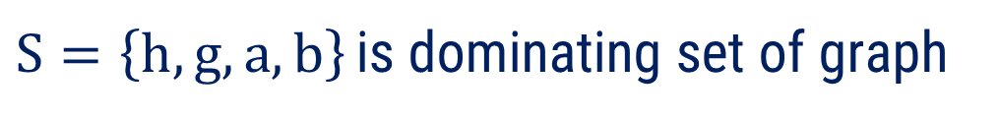 S = {h, g, a, b} is dominating set of graph